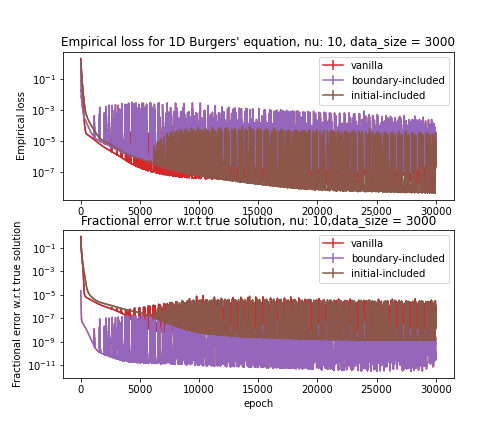 Empirical loss for 1D Burgers' equation, nu: 10, data_size = 3000
Empirical loss
10⁻¹
10⁻³
10⁻⁵
10⁻⁷
vanilla
boundary-included
initial-included
0 5000 10000 15000 20000 25000 30000
Fractional error w.r.t true solution, nu: 10,data_size = 3000
Fractional error w.r.t true solution
10⁻¹
10⁻³
10⁻⁵
10⁻⁷
10⁻⁹
10⁻¹¹
vanilla
boundary-included
initial-included
0 5000 10000 15000 20000 25000 30000
epoch